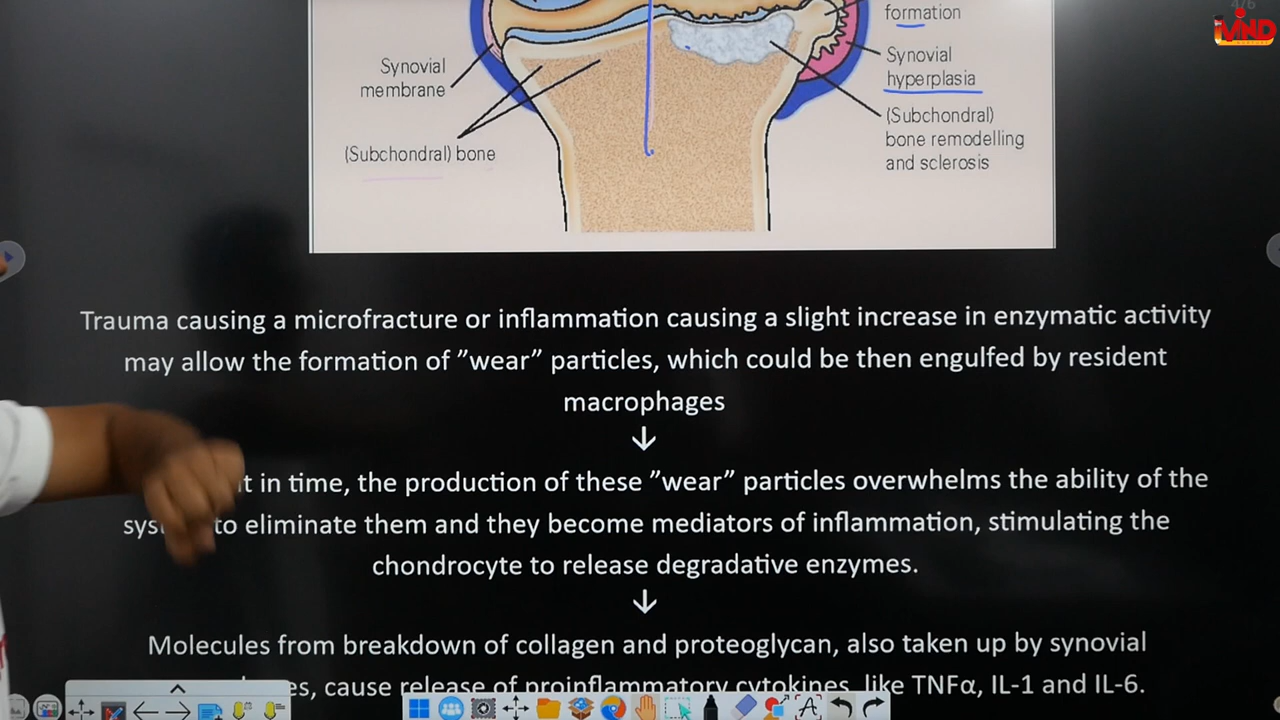 4/6
iMND
formation
Synovial
hyperplasia
(Subchondral)
bone remodelling
and sclerosis
Synovial
membrane
(Subchondral) bone
Trauma causing a microfracture or inflammation causing a slight increase in enzymatic activity
may allow the formation of ”wear” particles, which could be then engulfed by resident
macrophages
↓
in time, the production of these ”wear” particles overwhelms the ability of the
to eliminate them and they become mediators of inflammation, stimulating the
chondrocyte to release degradative enzymes.
↓
Molecules from breakdown of collagen and proteoglycan, also taken up by synovial
cause release of proinflammatory cytokines, like TNFα, IL-1 and IL-6.